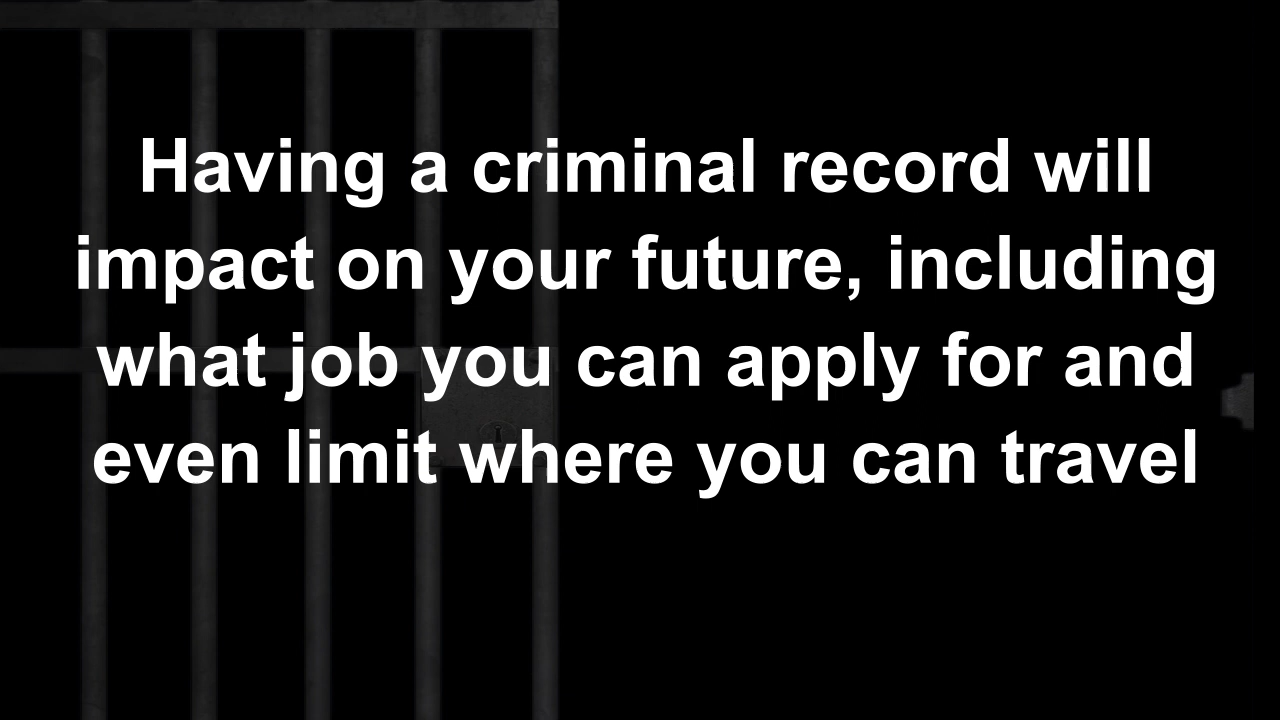 Having a criminal record will
impact on your future, including
what job you can apply for and
even limit where you can travel